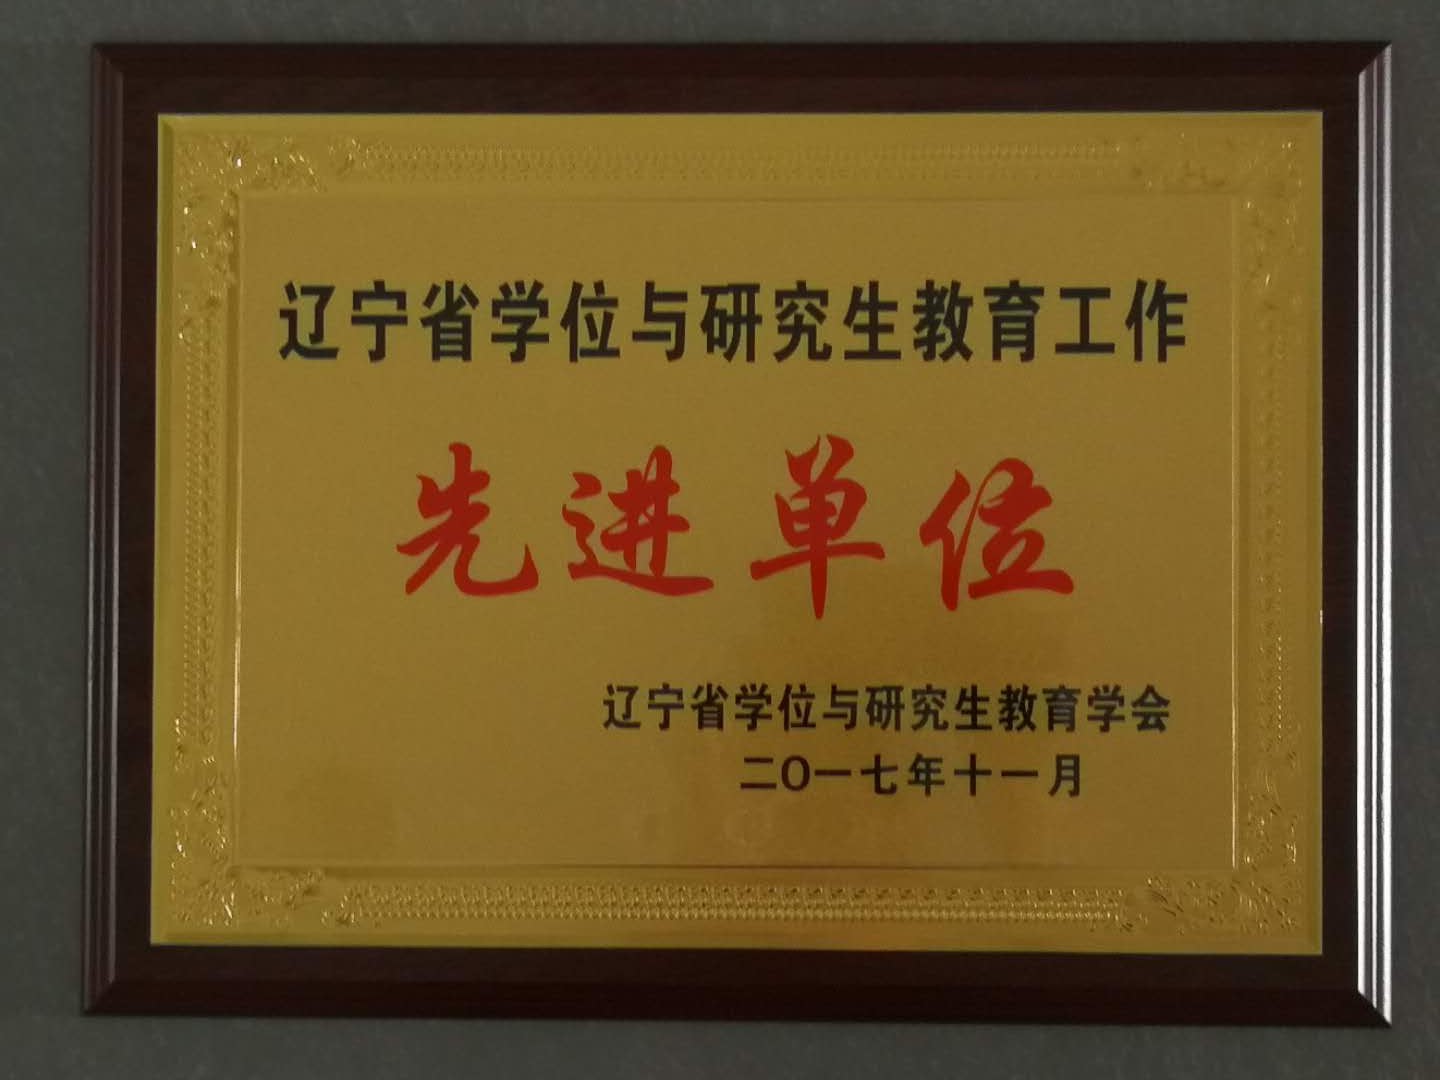 辽宁省学位与研究生教育工作
先进单位
辽宁省学位与研究生教育学会
二〇一七年十一月